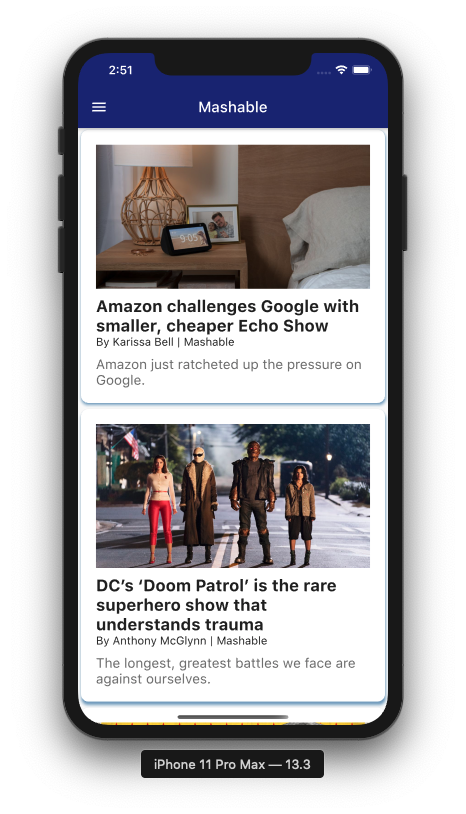 2:51
Mashable
9:05
Amazon challenges Google with
smaller, cheaper Echo Show
By Karissa Bell | Mashable
Amazon just ratcheted up the pressure on
Google.
DC’s ‘Doom Patrol’ is the rare
superhero show that
understands trauma
By Anthony McGlynn | Mashable
The longest, greatest battles we face are
against ourselves.
iPhone 11 Pro Max — 13.3